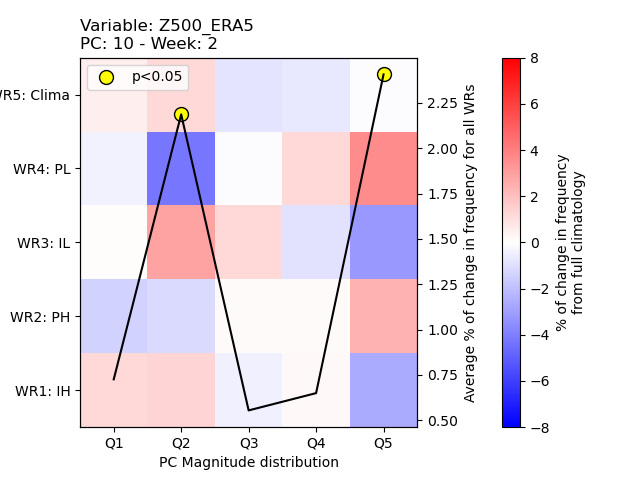 Variable: Z500_ERA5
PC: 10 - Week: 2
p<0.05
WR5: Clima
WR4: PL
WR3: IL
WR2: PH
WR1: IH
Q1
Q2
Q3
Q4
Q5
PC Magnitude distribution
2.25
2.00
1.75
1.50
1.25
1.00
0.75
0.50
Average % of change in frequency for all WRs
8
6
4
2
0
−2
−4
−6
−8
% of change in frequency
from full climatology